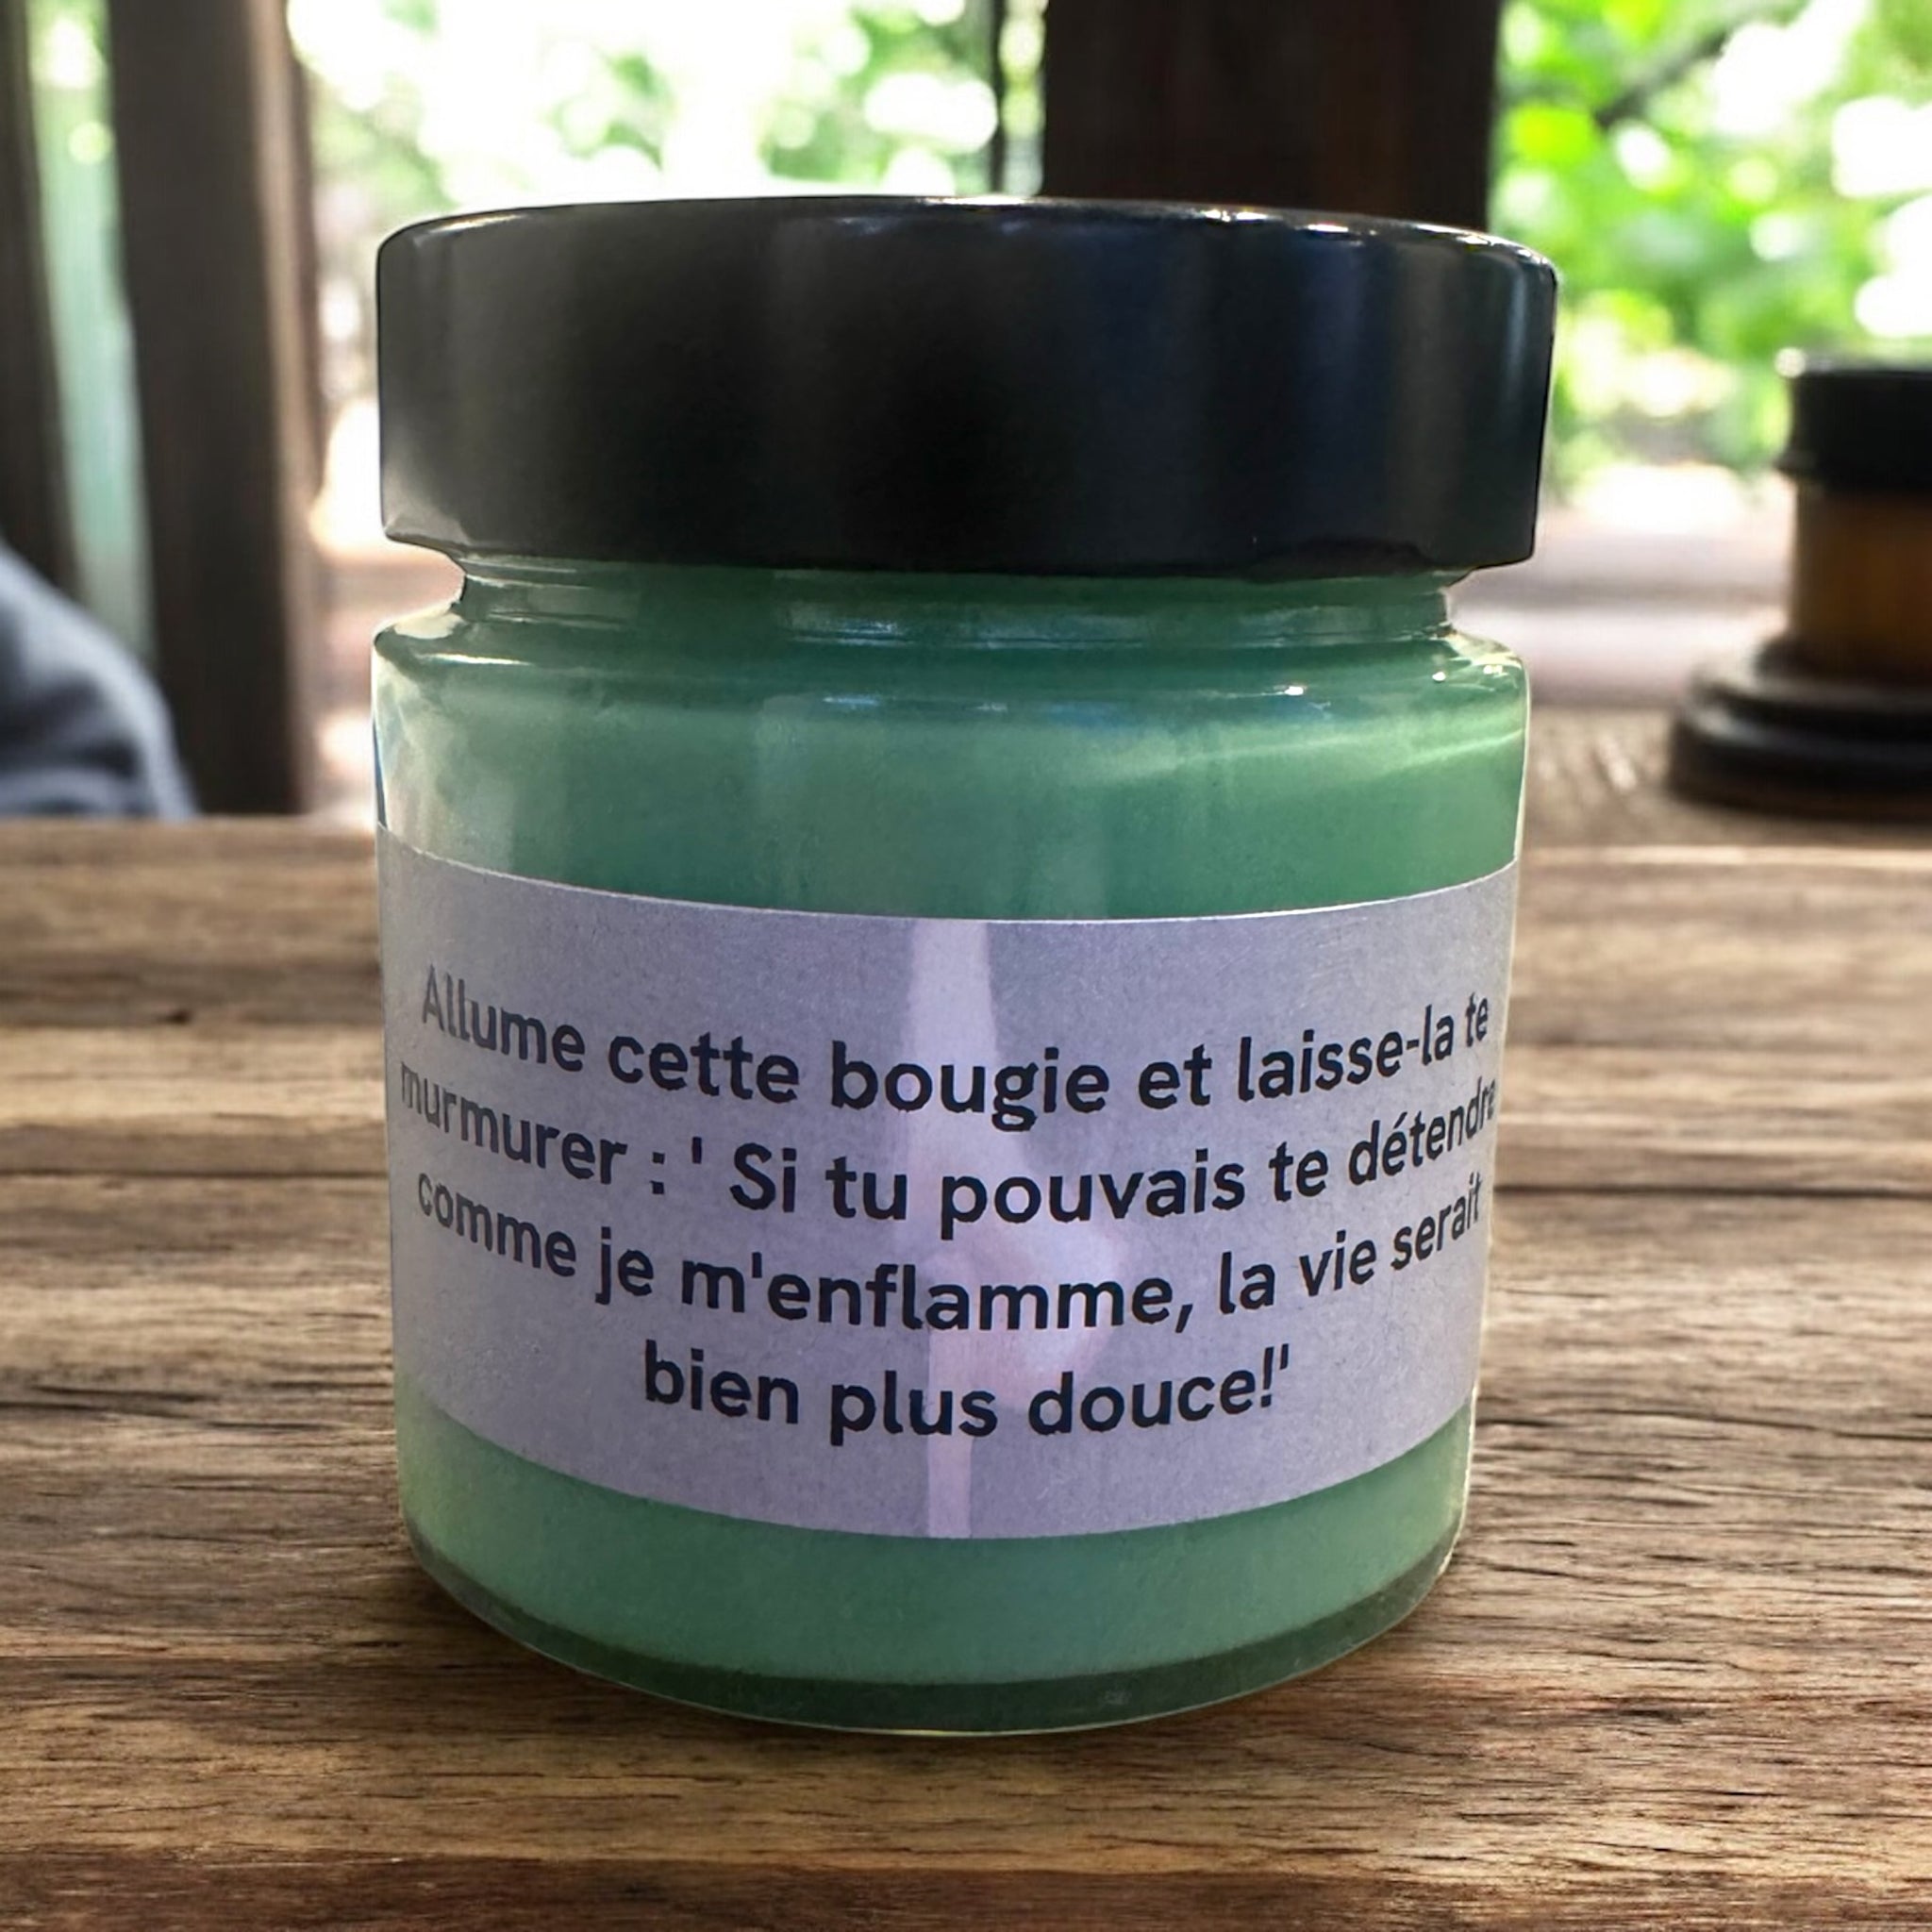 Allume cette bougie et laisse-la te
murmurer : ' Si tu pouvais te détendre
comme je m'enflamme, la vie serait
bien plus douce!'